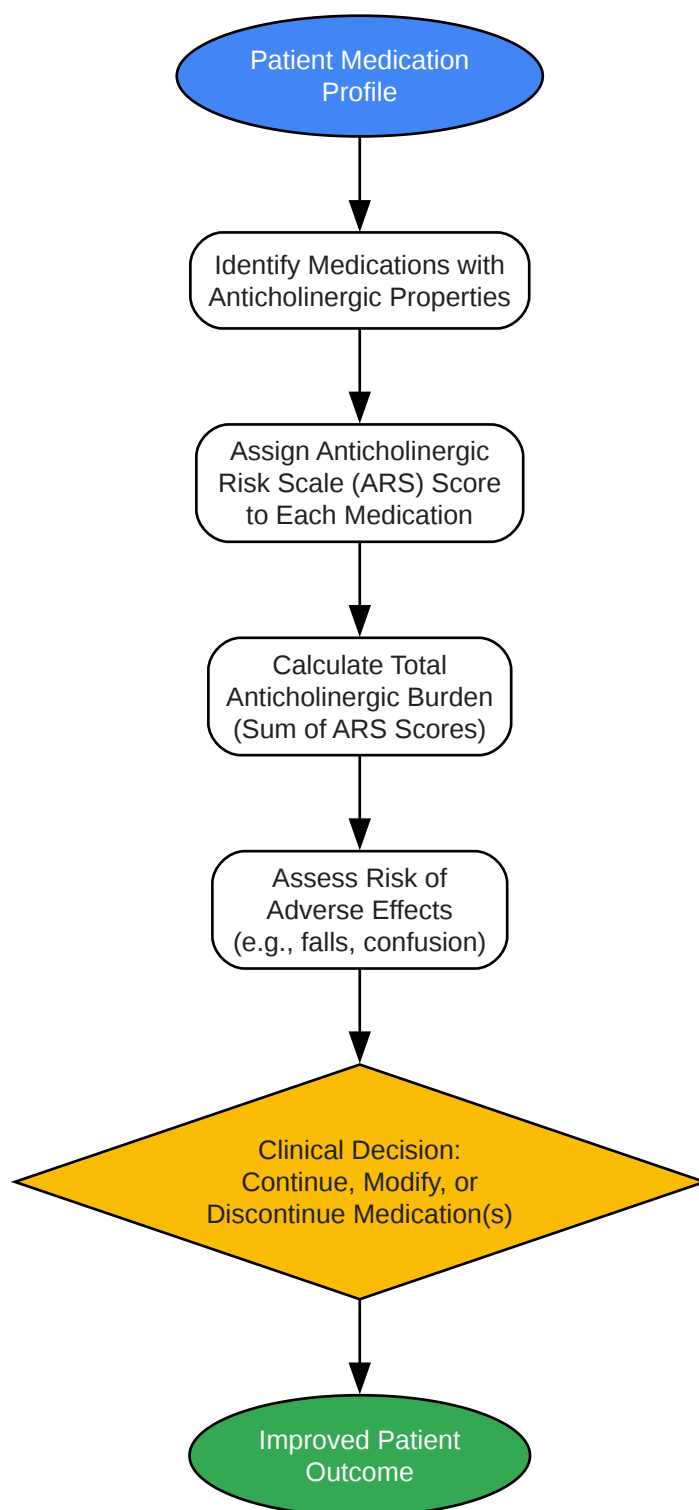 Patient Medication
Profile
Identify Medications with
Anticholinergic Properties
Assign Anticholinergic
Risk Scale (ARS) Score
to Each Medication
Calculate Total
Anticholinergic Burden
(Sum of ARS Scores)
Assess Risk of
Adverse Effects
(e.g., falls, confusion)
Clinical Decision:
Continue, Modify, or
Discontinue Medication(s)
Improved Patient
Outcome